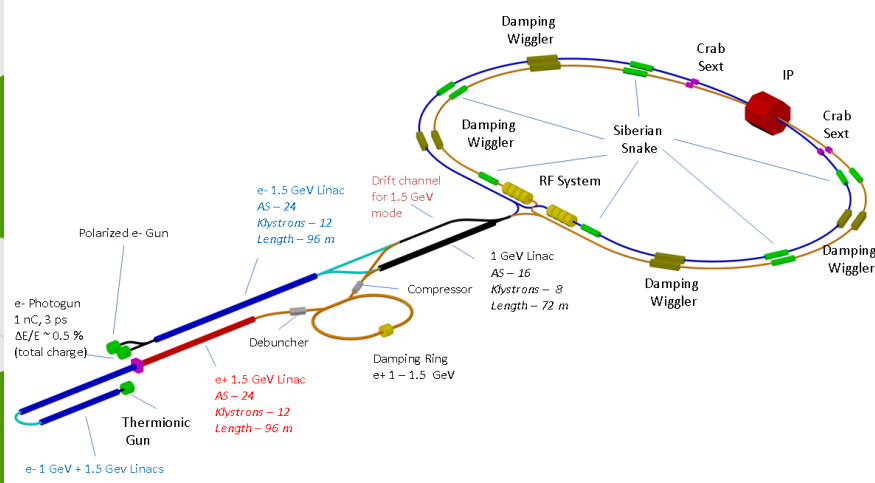 Damping
Wiggler
Crab
Sext
IP
Crab
Sext
Damping
Wiggler
Siberian
Snake
RF System
Drift channel
for 1.5 GeV
mode
e- 1.5 GeV Linac
AS – 24
Klystrons – 12
Length – 96 m
Polarized e- Gun
1 GeV Linac
AS – 16
Klystrons – 8
Length – 72 m
Damping
Wiggler
Damping
Wiggler
Compressor
e- Photogun
1 nC, 3 ps
ΔE/E ~ 0.5 %
(total charge)
Debuncher
Damping Ring
e+ 1 – 1.5 GeV
e+ 1.5 GeV Linac
AS – 24
Klystrons – 12
Length – 96 m
Thermionic
Gun
e- 1 GeV + 1.5 Gev Linacs